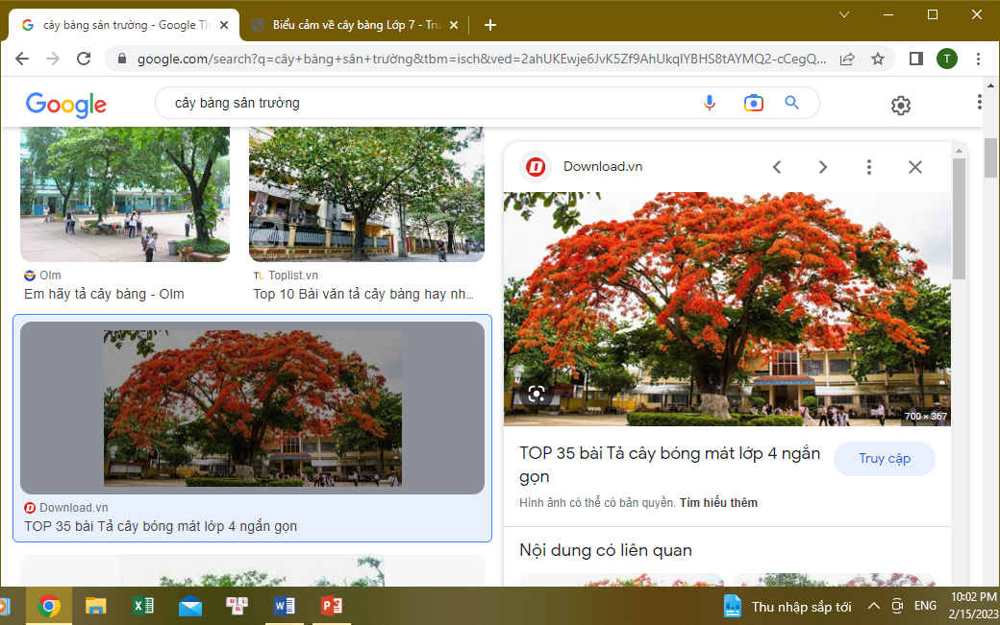 cây bàng sân trường - Google Tìn
Biểu cảm về cây bàng Lớp 7 - Tru
google.com/search?q=cây+bàng+sân+trường&tbm=isch&ved=2ahUKEwje6JvK5Zf9AhUkqlYBHS8tAYMQ2-cCegQ...
T
Google
cây bàng sân trường
Olm
Em hãy tả cây bàng - Olm
TL Toplist.vn
Top 10 Bài văn tả cây bàng hay nh...
Download.vn
TOP 35 bài Tả cây bóng mát lớp 4 ngắn gọn
Download.vn
700 × 367
TOP 35 bài Tả cây bóng mát lớp 4 ngắn
gọn
Truy cập
Hình ảnh có thể có bản quyền. Tìm hiểu thêm
Nội dung có liên quan
Thu nhập sắp tới
ENG
10:02 PM
2/15/2023